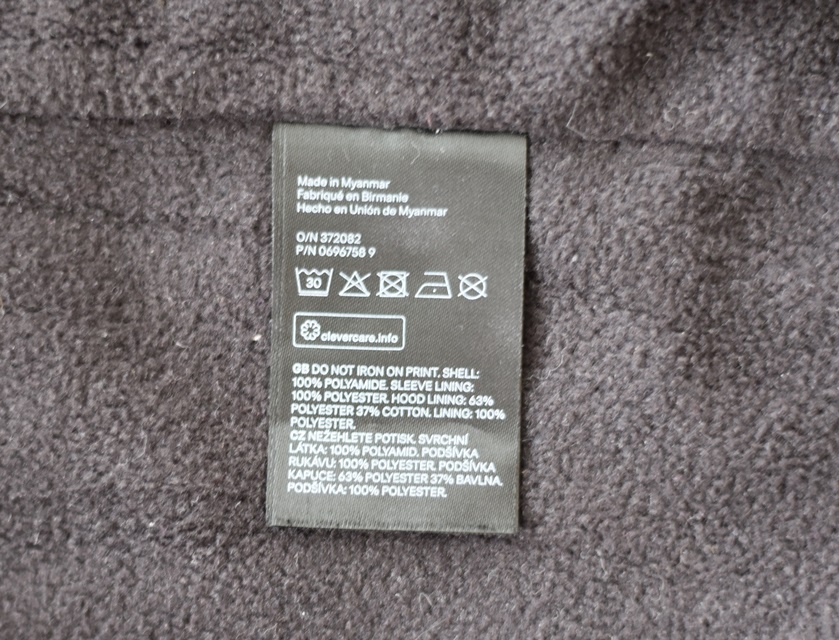 Made in Myanmar
Fabriqué en Birmanie
Hecho en Unión de Myanmar
O/N 372082
P/N 0696758 9
30
clevercare.info
GB DO NOT IRON ON PRINT. SHELL:
100% POLYAMIDE. SLEEVE LINING:
100% POLYESTER. HOOD LINING: 63%
POLYESTER 37% COTTON. LINING: 100%
POLYESTER.
CZ NEŽEHLETE POTISK. SVRCHNÍ
LÁTKA: 100% POLYAMID. PODŠÍVKA
RUKÁVU: 100% POLYESTER. PODŠÍVKA
KAPUCE: 63% POLYESTER 37% BAVLNA.
PODŠÍVKA: 100% POLYESTER.